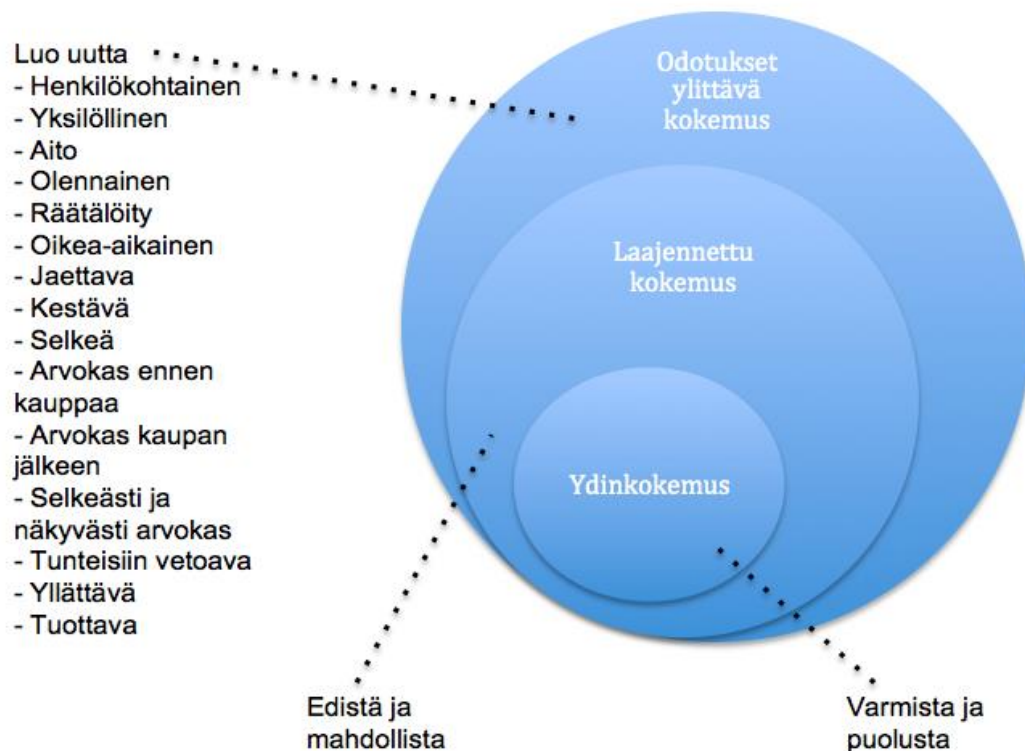 Luo uutta
- Henkilökohtainen
- Yksilöllinen
- Aito
- Olennainen
- Räätälöity
- Oikea-aikainen
- Jaettava
- Kestävä
- Selkeä
- Arvokas ennen
kauppaa
- Arvokas kaupan
jälkeen
- Selkeästi ja
näkyvästi arvokas
- Tunteisiin vetoava
- Yllättävä
- Tuottava
Odotukset
ylittävä
kokemus
Laajennettu
kokemus
Ydinkokemus
Edistä ja
mahdollista
Varmista ja
puolusta